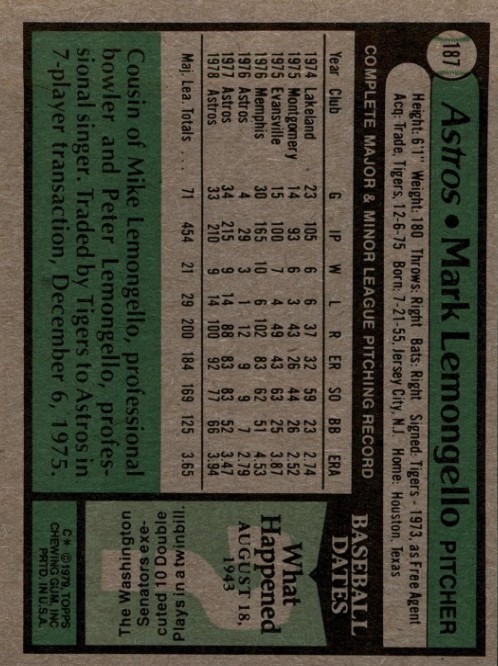 187
Astros • Mark Lemongello PITCHER
Height: 6'1" Weight: 180 Throws: Right Bats: Right Signed: Tigers - 1973, as Free Agent
Acq: Trade, Tigers, 12-6-75 Born: 7-21-55, Jersey City, N.J. Home: Houston, Texas
COMPLETE MAJOR & MINOR LEAGUE PITCHING RECORD
Year Club G IP W L R ER SO BB ERA
1974 Lakeland . 23 105 6 6 37 32 59 23 2.74
1975 Montgomery 14 93 6 3 43 26 44 26 2.52
1975 Evansville 15 100 7 4 49 43 63 25 3.87
1976 Memphis 30 165 10 6 102 83 62 51 4.53
1976 Astros 4 29 3 1 12 9 9 7 2.79
1977 Astros 34 215 9 14 88 83 83 52 3.47
1978 Astros 33 210 9 14 100 92 77 66 3.94
Maj. Lea. Totals . . . 71 454 21 29 200 184 169 125 3.65
Cousin of Mike Lemongello, professional
bowler and Peter Lemongello, profes-
sional singer. Traded by Tigers to Astros in
7-player transaction, December 6, 1975.
BASEBALL
DATES
What
Happened
AUGUST 18,
1943
The Washington
Senators exe-
cuted 10 Double
Plays in a twinbill.
C* © 1979, TOPPS
CHEWING GUM, INC
PRTD. IN U.S.A.